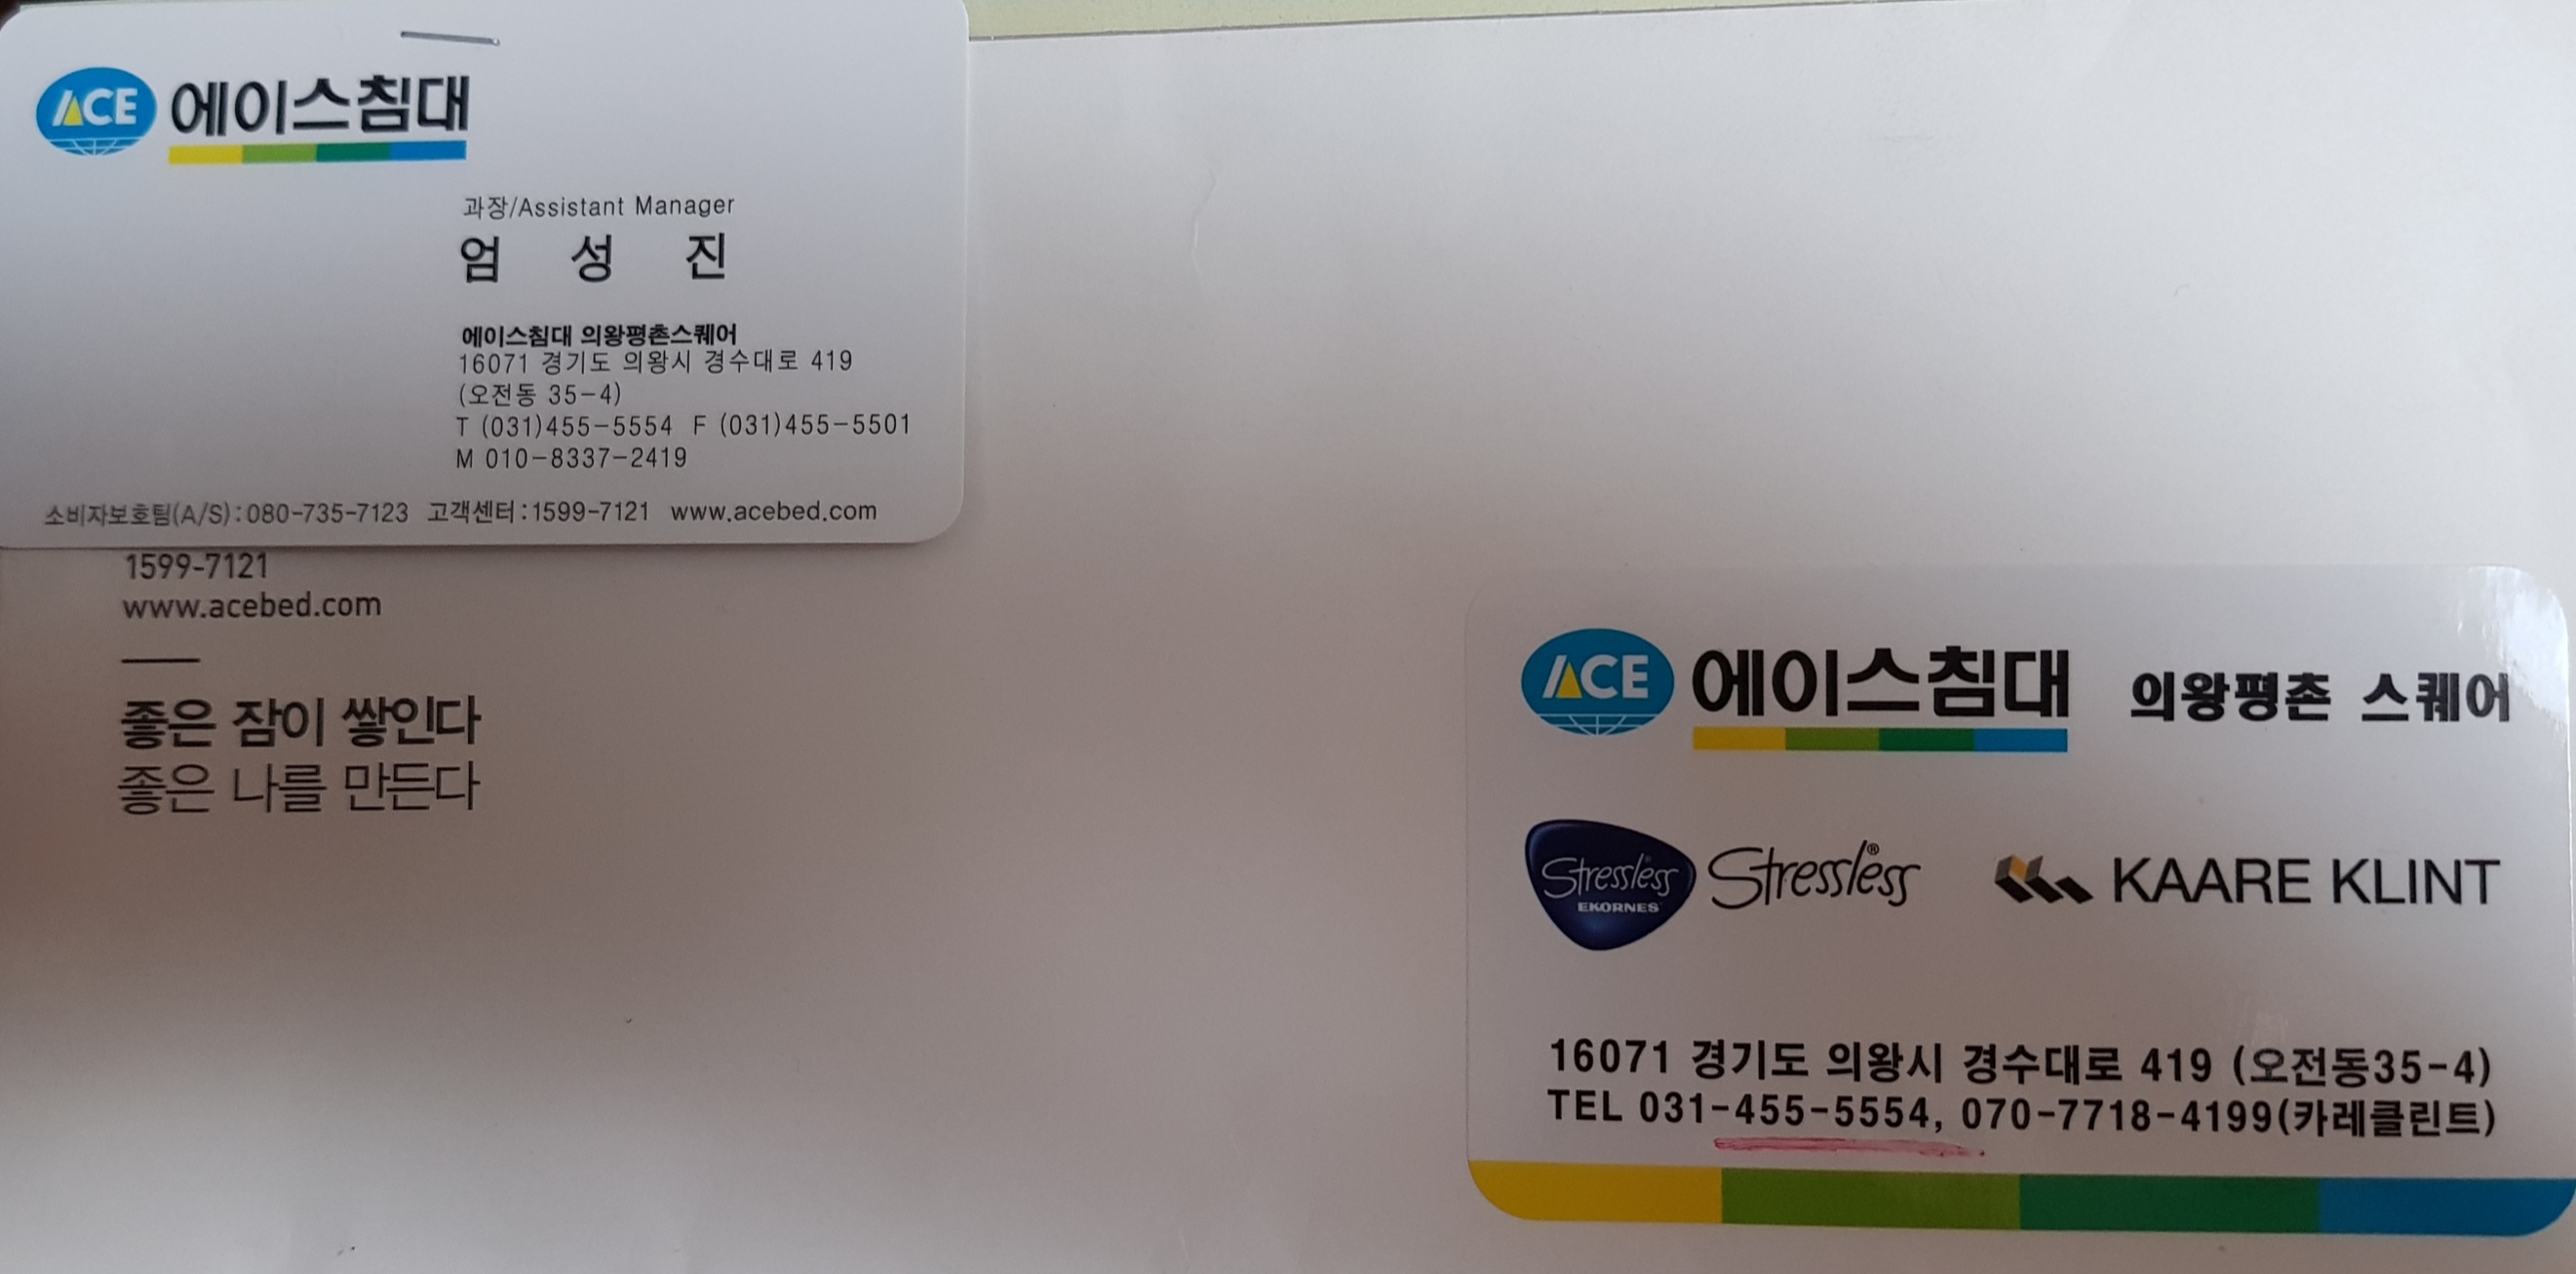 ACE 에이스침대
과장/Assistant Manager
엄 성 진
에이스침대 의왕평촌스퀘어
16071 경기도 의왕시 경수대로 419
(오전동 35-4)
T (031)455-5554 F (031)455-5501
M 010-8337-2419
소비자보호팀(A/S):080-735-7123 고객센터:1599-7121 www.acebed.com
1599-7121
www.acebed.com
좋은 잠이 쌓인다
좋은 나를 만든다
ACE 에이스침대 의왕평촌 스퀘어
Stressless EKORNES Stressless® KAARE KLINT
16071 경기도 의왕시 경수대로 419 (오전동35-4)
TEL 031-455-5554, 070-7718-4199(카레클린트)